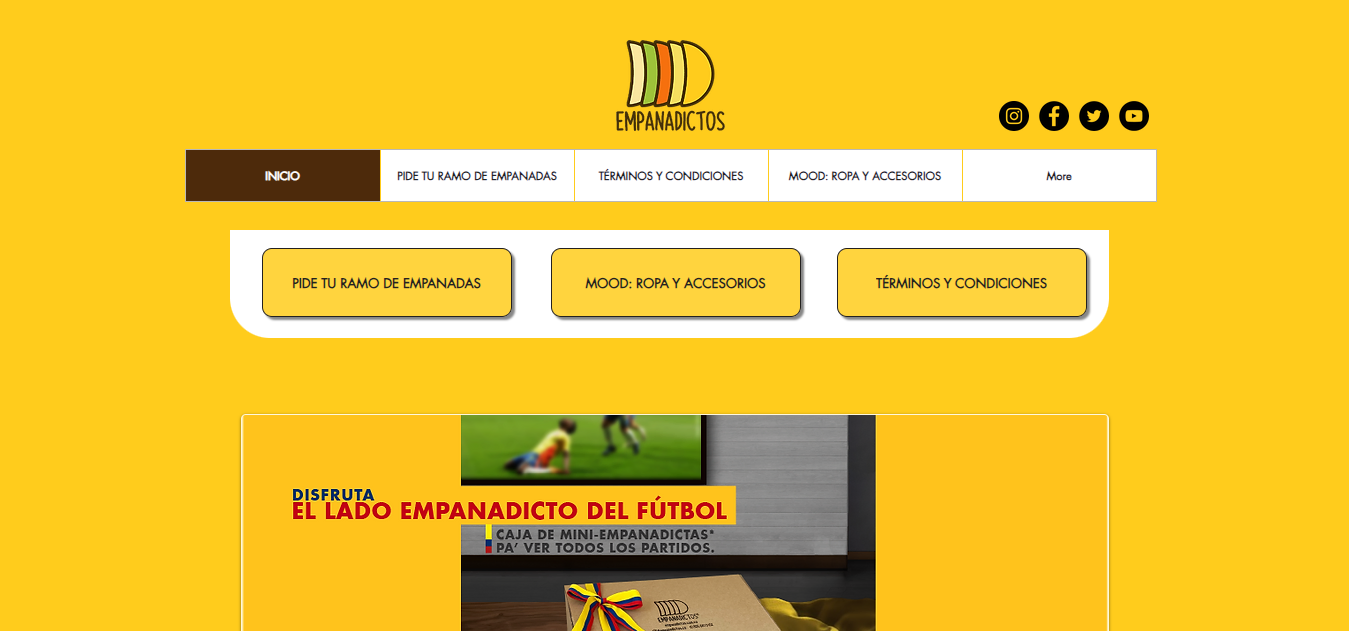 EMPANADICTOS
INICIO
PIDE TU RAMO DE EMPANADAS
TÉRMINOS Y CONDICIONES
MOOD: ROPA Y ACCESORIOS
More
PIDE TU RAMO DE EMPANADAS
MOOD: ROPA Y ACCESORIOS
TÉRMINOS Y CONDICIONES
DISFRUTA
EL LADO EMPANADICTO DEL FÚTBOL
CAJA DE MINI-EMPANADICTAS*
PA' VER TODOS LOS PARTIDOS.
EMPANADICTOS